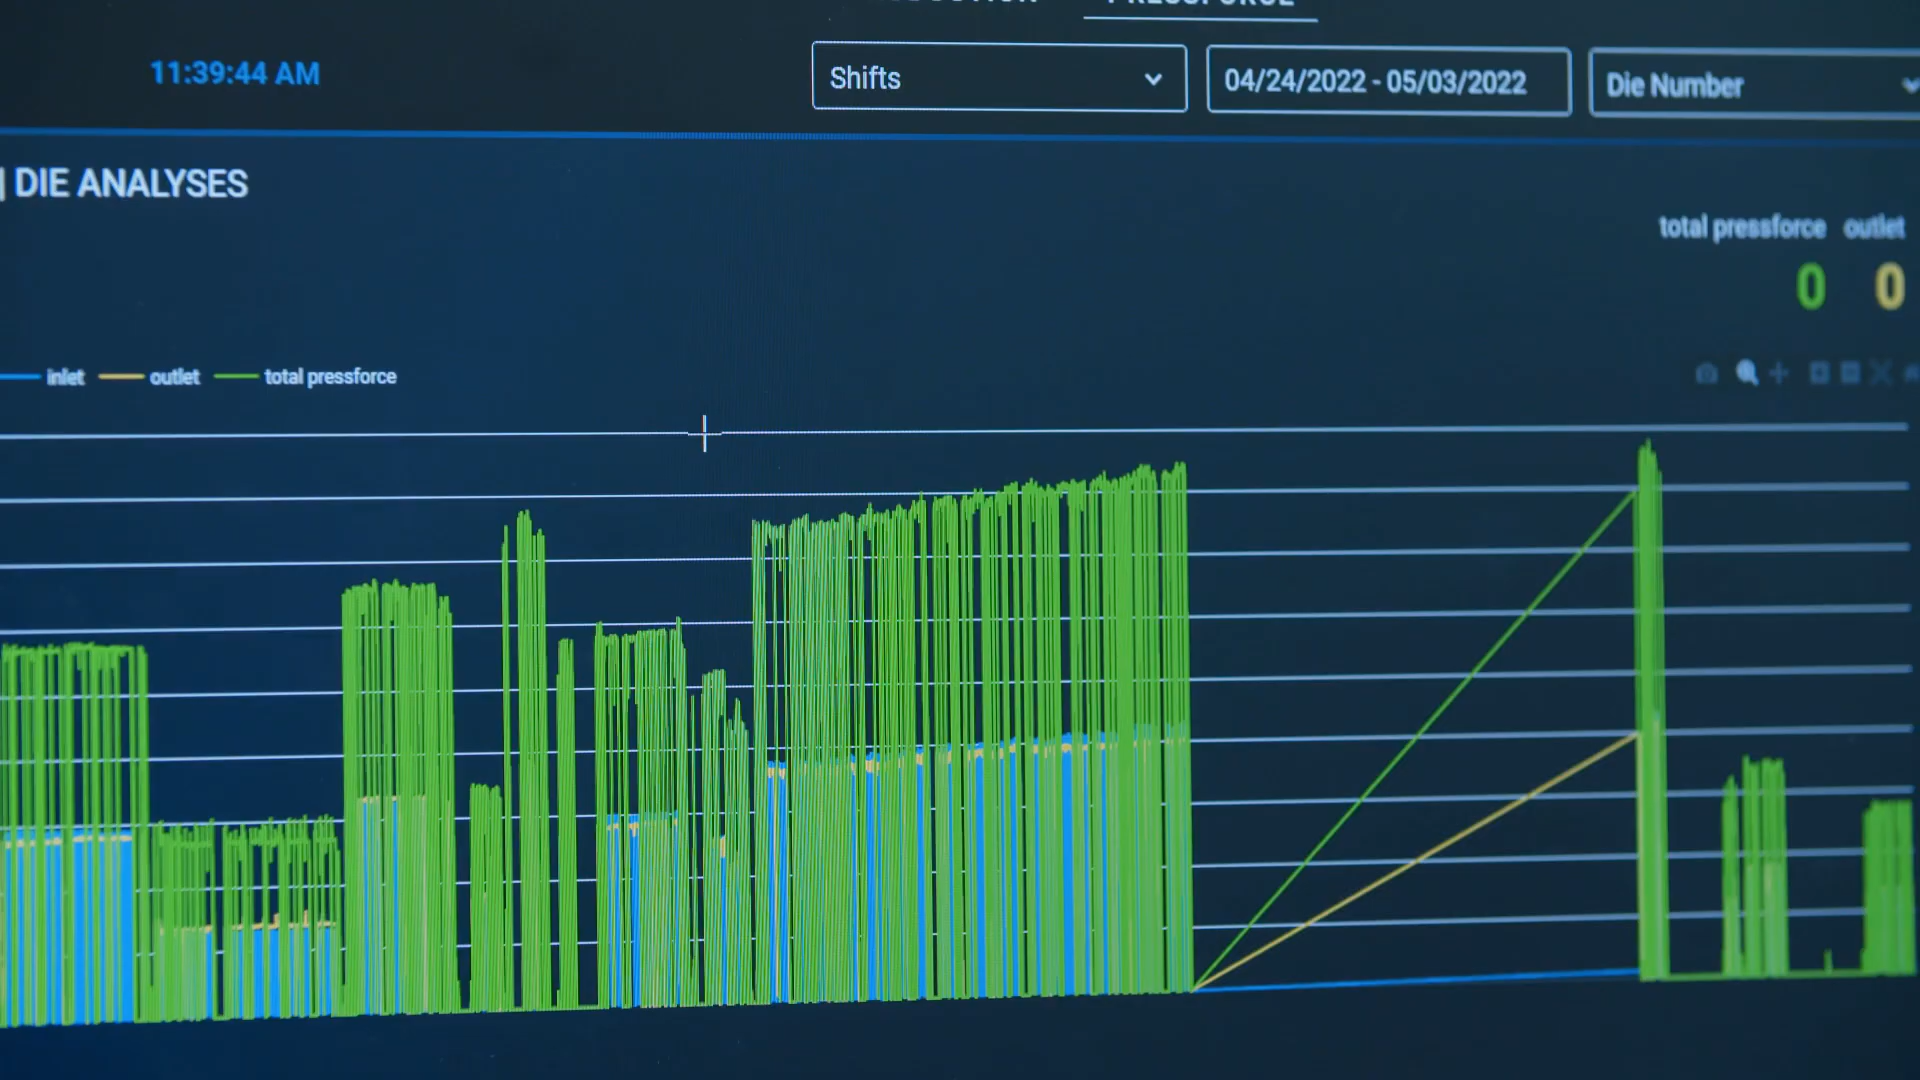 PRESSFORCE
11:39:44 AM
Shifts
04/24/2022 - 05/03/2022
Die Number
| DIE ANALYSES
total pressforce outlet
0 0
inlet outlet total pressforce